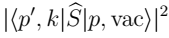 |⟨p′, k|Ŝ|p, vac⟩|²